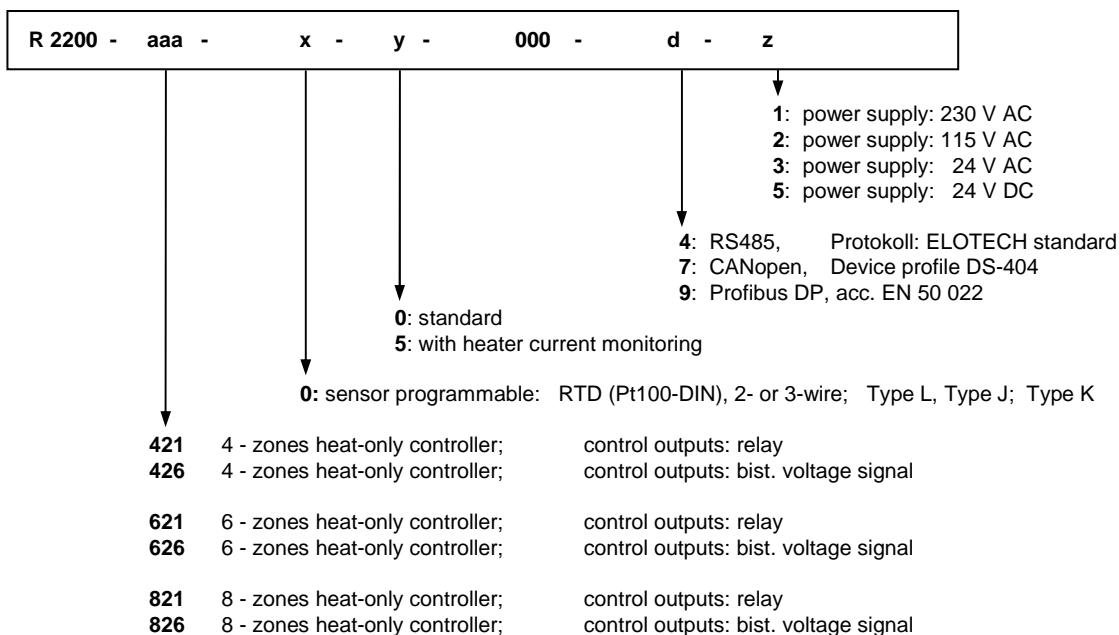 R 2200 - aaa - x - y - 000 - d - z
1: power supply: 230 V AC
2: power supply: 115 V AC
3: power supply: 24 V AC
5: power supply: 24 V DC
4: RS485, Protokoll: ELOTECH standard
7: CANopen, Device profile DS-404
9: Profibus DP, acc. EN 50 022
0: standard
5: with heater current monitoring
0: sensor programmable: RTD (Pt100-DIN), 2- or 3-wire; Type L, Type J; Type K
421 4 - zones heat-only controller; control outputs: relay
426 4 - zones heat-only controller; control outputs: bist. voltage signal
621 6 - zones heat-only controller; control outputs: relay
626 6 - zones heat-only controller; control outputs: bist. voltage signal
821 8 - zones heat-only controller; control outputs: relay
826 8 - zones heat-only controller; control outputs: bist. voltage signal